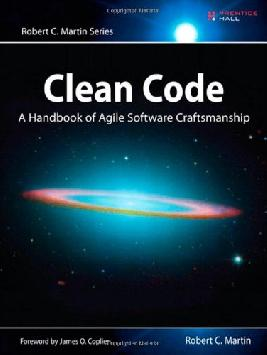 Robert C. Martin Series
PRENTICE
HALL
Clean Code
A Handbook of Agile Software Craftsmanship
Foreword by James O. Coplien
Robert C. Martin